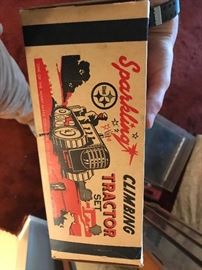 Sparkling
CLIMBING
TRACTOR
SET